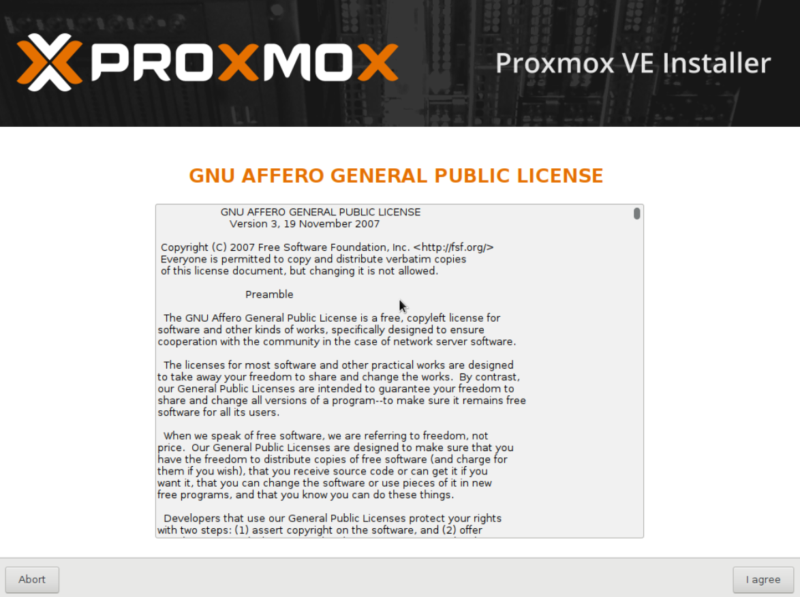 PROXMOX
Proxmox VE Installer
GNU AFFERO GENERAL PUBLIC LICENSE
GNU AFFERO GENERAL PUBLIC LICENSE
Version 3, 19 November 2007
Copyright (C) 2007 Free Software Foundation, Inc. <http://fsf.org/>
Everyone is permitted to copy and distribute verbatim copies
of this license document, but changing it is not allowed.
Preamble
The GNU Affero General Public License is a free, copyleft license for
software and other kinds of works, specifically designed to ensure
cooperation with the community in the case of network server software.
The licenses for most software and other practical works are designed
to take away your freedom to share and change the works.  By contrast,
our General Public Licenses are intended to guarantee your freedom to
share and change all versions of a program--to make sure it remains free
software for all its users.
When we speak of free software, we are referring to freedom, not
price.  Our General Public Licenses are designed to make sure that you
have the freedom to distribute copies of free software (and charge for
them if you wish), that you receive source code or can get it if you
want it, that you can change the software or use pieces of it in new
free programs, and that you know you can do these things.
Developers that use our General Public Licenses protect your rights
with two steps: (1) assert copyright on the software, and (2) offer
Abort
I agree